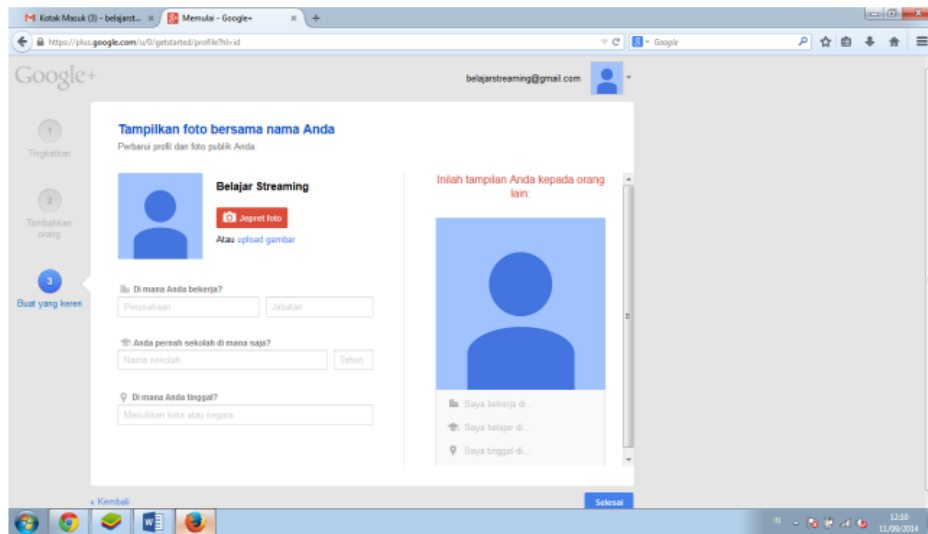 Kotak Masuk (3) - belajarst...
Memulai - Google+
https://plus.google.com/u/0/getstarted/profile?hl=id
Google
Google+
belajarstreaming@gmail.com
1
Tingkatkan
2
Tambahkan
orang
3
Buat yang keren
Tampilkan foto bersama nama Anda
Perbarui profil dan foto publik Anda.
Belajar Streaming
Jepret foto
Atau upload gambar
Di mana Anda bekerja?
Perusahaan
Jabatan
Anda pernah sekolah di mana saja?
Nama sekolah
Tahun
Di mana Anda tinggal?
Masukkan kota atau negara
Inilah tampilan Anda kepada orang
lain:
Saya bekerja di...
Saya belajar di...
Saya tinggal di...
« Kembali
Selesai
IN
12:10
11/09/2014